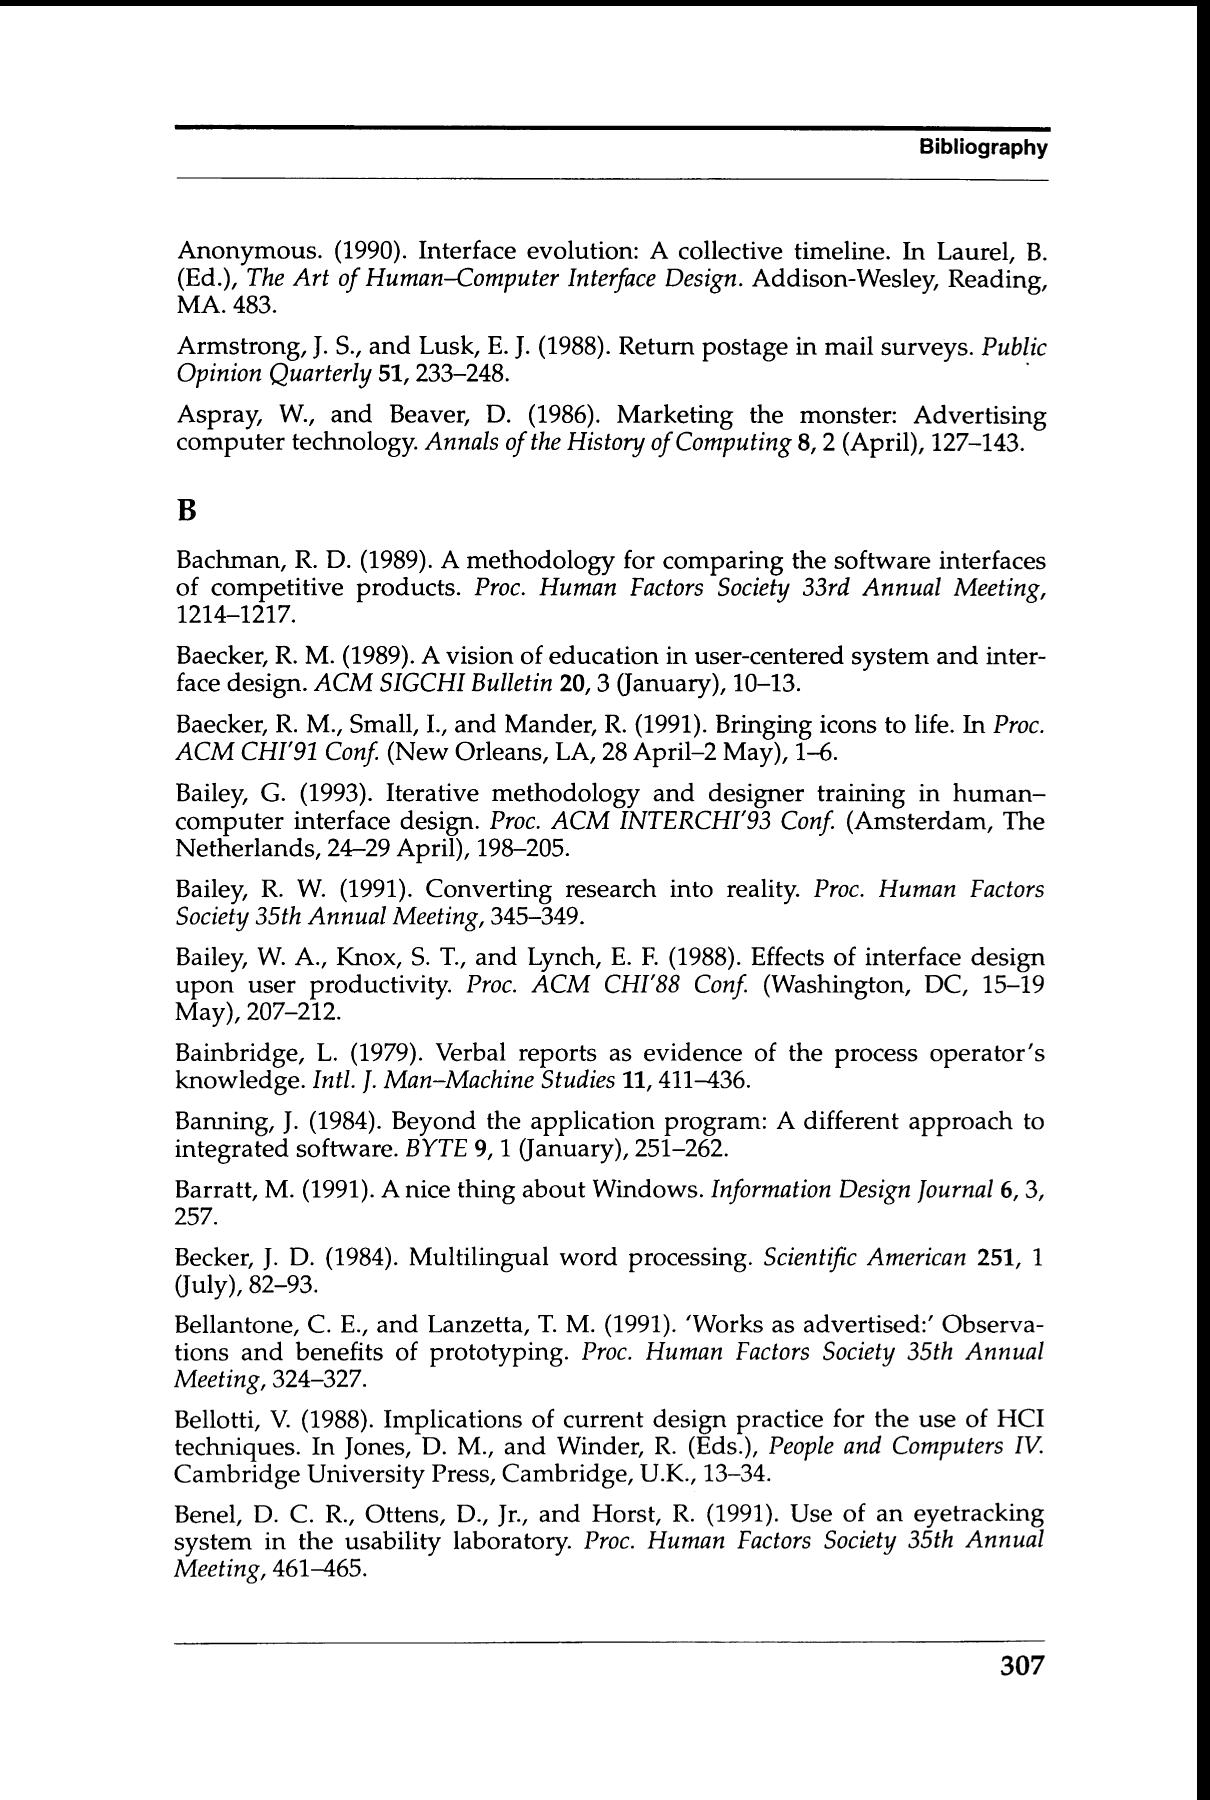 Bibliography
Anonymous. (1990). Interface evolution: A collective timeline. In Laurel, B.
(Ed.), The Art of Human–Computer Interface Design. Addison-Wesley, Reading,
MA. 483.
Armstrong, J. S., and Lusk, E. J. (1988). Return postage in mail surveys. Public
Opinion Quarterly 51, 233–248.
Aspray, W., and Beaver, D. (1986). Marketing the monster: Advertising
computer technology. Annals of the History of Computing 8, 2 (April), 127–143.
B
Bachman, R. D. (1989). A methodology for comparing the software interfaces
of competitive products. Proc. Human Factors Society 33rd Annual Meeting,
1214–1217.
Baecker, R. M. (1989). A vision of education in user-centered system and inter-
face design. ACM SIGCHI Bulletin 20, 3 (January), 10–13.
Baecker, R. M., Small, I., and Mander, R. (1991). Bringing icons to life. In Proc.
ACM CHI'91 Conf. (New Orleans, LA, 28 April–2 May), 1–6.
Bailey, G. (1993). Iterative methodology and designer training in human–
computer interface design. Proc. ACM INTERCHI'93 Conf. (Amsterdam, The
Netherlands, 24–29 April), 198–205.
Bailey, R. W. (1991). Converting research into reality. Proc. Human Factors
Society 35th Annual Meeting, 345–349.
Bailey, W. A., Knox, S. T., and Lynch, E. F. (1988). Effects of interface design
upon user productivity. Proc. ACM CHI'88 Conf. (Washington, DC, 15–19
May), 207–212.
Bainbridge, L. (1979). Verbal reports as evidence of the process operator's
knowledge. Intl. J. Man–Machine Studies 11, 411–436.
Banning, J. (1984). Beyond the application program: A different approach to
integrated software. BYTE 9, 1 (January), 251–262.
Barratt, M. (1991). A nice thing about Windows. Information Design Journal 6, 3,
257.
Becker, J. D. (1984). Multilingual word processing. Scientific American 251, 1
(July), 82–93.
Bellantone, C. E., and Lanzetta, T. M. (1991). 'Works as advertised:' Observa-
tions and benefits of prototyping. Proc. Human Factors Society 35th Annual
Meeting, 324–327.
Bellotti, V. (1988). Implications of current design practice for the use of HCI
techniques. In Jones, D. M., and Winder, R. (Eds.), People and Computers IV.
Cambridge University Press, Cambridge, U.K., 13–34.
Benel, D. C. R., Ottens, D., Jr., and Horst, R. (1991). Use of an eyetracking
system in the usability laboratory. Proc. Human Factors Society 35th Annual
Meeting, 461–465.
307